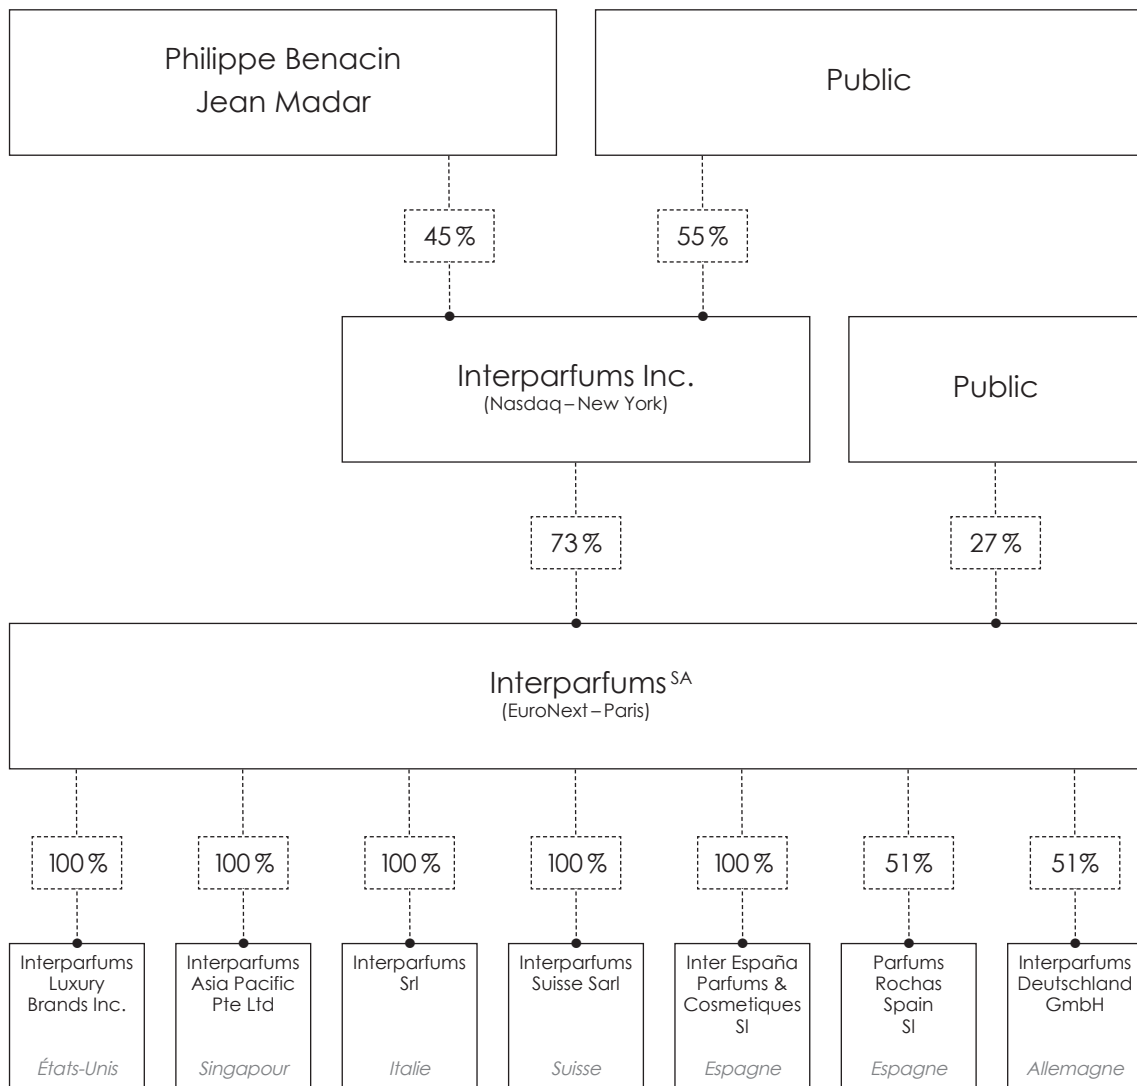 Philippe Benacin
Jean Madar
Public
45 %
55 %
Interparfums Inc.
(Nasdaq – New York)
Public
73 %
27 %
Interparfums SA
(EuroNext – Paris)
100 %
100 %
100 %
100 %
100 %
51 %
51 %
Interparfums
Luxury
Brands Inc.
États-Unis
Interparfums
Asia Pacific
Pte Ltd
Singapour
Interparfums
Srl
Italie
Interparfums
Suisse Sarl
Suisse
Inter España
Parfums &
Cosmetiques
Sl
Espagne
Parfums
Rochas
Spain
Sl
Espagne
Interparfums
Deutschland
GmbH
Allemagne